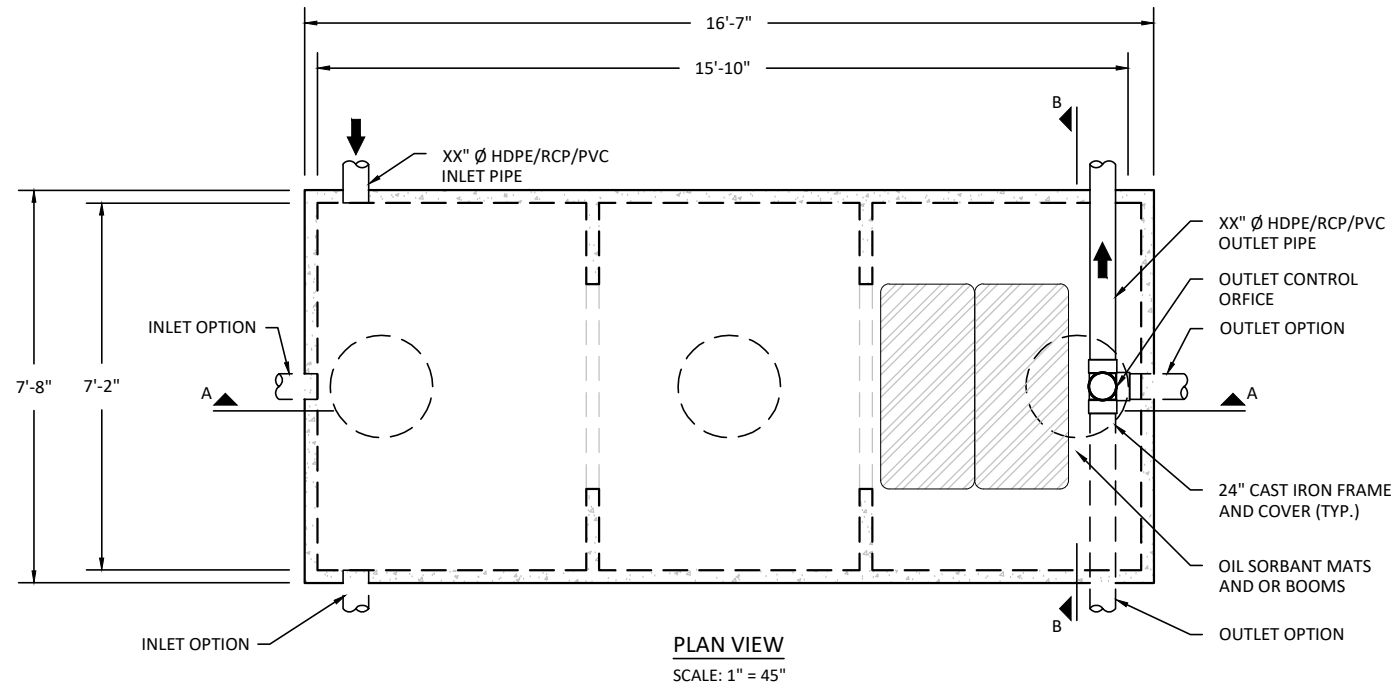 16'-7"
15'-10"
B
XX" Ø HDPE/RCP/PVC
INLET PIPE
XX" Ø HDPE/RCP/PVC
OUTLET PIPE
OUTLET CONTROL
ORFICE
INLET OPTION
OUTLET OPTION
7'-8"
7'-2"
A
A
24" CAST IRON FRAME
AND COVER (TYP.)
OIL SORBANT MATS
AND OR BOOMS
B
INLET OPTION
OUTLET OPTION
PLAN VIEW
SCALE: 1" = 45"